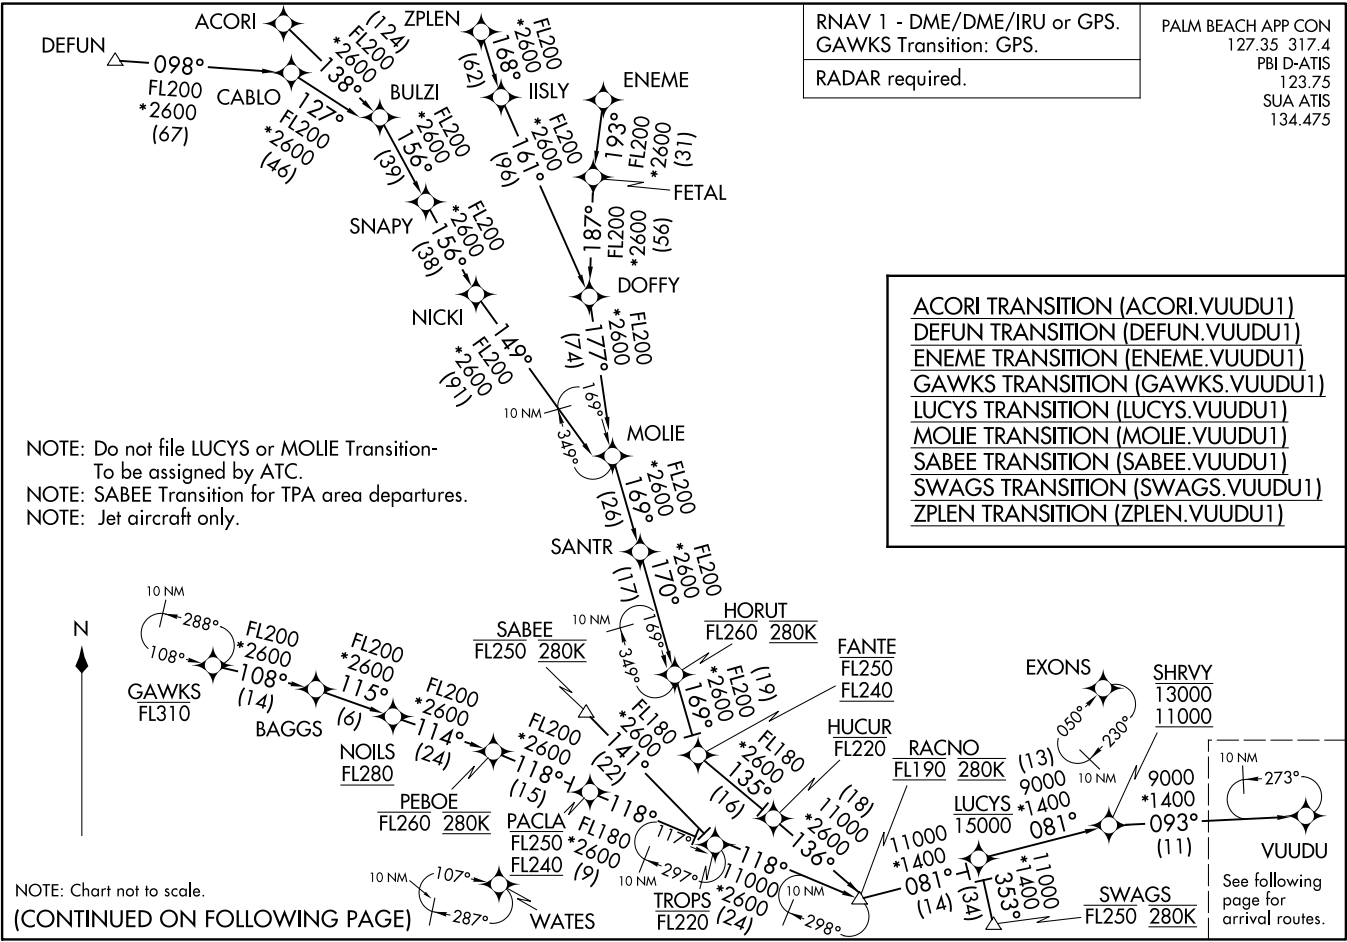 RNAV 1 - DME/DME/IRU or GPS.
GAWKS Transition: GPS.
RADAR required.
PALM BEACH APP CON
127.35 317.4
PBI D-ATIS
123.75
SUA ATIS
134.475
DEFUN
098°
FL200
*2600
(67)
ACORI
138°
FL200
*2600
(12)
CABLO
127°
FL200
*2600
(46)
BULZI
156°
FL200
*2600
(39)
SNAPY
156°
FL200
*2600
(38)
NICKI
149°
FL200
*2600
(91)
ZPLEN
168°
FL200
*2600
(62)
IISLY
161°
FL200
*2600
(96)
ENEME
193°
FL200
*2600
(31)
FETAL
187°
FL200
*2600
(56)
DOFFY
177°
FL200
*2600
(74)
10 NM
169°
349°
MOLIE
169°
FL200
*2600
(26)
SANTR
170°
FL200
*2600
(17)
10 NM
169°
349°
HORUT
FL260 280K
169°
FL200
*2600
(19)
ACORI TRANSITION (ACORI.VUUDU1)
DEFUN TRANSITION (DEFUN.VUUDU1)
ENEME TRANSITION (ENEME.VUUDU1)
GAWKS TRANSITION (GAWKS.VUUDU1)
LUCYS TRANSITION (LUCYS.VUUDU1)
MOLIE TRANSITION (MOLIE.VUUDU1)
SABEE TRANSITION (SABEE.VUUDU1)
SWAGS TRANSITION (SWAGS.VUUDU1)
ZPLEN TRANSITION (ZPLEN.VUUDU1)
NOTE: Do not file LUCYS or MOLIE Transition-
To be assigned by ATC.
NOTE: SABEE Transition for TPA area departures.
NOTE: Jet aircraft only.
N
10 NM
288°
108°
GAWKS
FL310
FL200
*2600
108°
(14)
BAGGS
FL200
*2600
115°
(6)
NOILS
FL280
FL200
*2600
114°
(24)
PEBOE
FL260 280K
FL200
*2600
118°
(15)
PACLA
FL250
FL240
118°
FL180
*2600
(9)
SABEE
FL250 280K
FL180
*2600
141°
(22)
117°
297°
10 NM
TROPS
FL220
118°
11000
*2600
(24)
FANTE
FL250
FL240
FL180
*2600
135°
(16)
HUCUR
FL220
(18)
11000
*2600
136°
RACNO
FL190 280K
10 NM
298°
11000
*1400
081°
(14)
LUCYS
15000
(13)
9000
*1400
081°
EXONS
050°
230°
10 NM
SHRVY
13000
11000
9000
*1400
093°
(11)
11000
*1400
353°
(34)
SWAGS
FL250 280K
10 NM
273°
VUUDU
See following
page for
arrival routes.
10 NM
107°
287°
WATES
NOTE: Chart not to scale.
(CONTINUED ON FOLLOWING PAGE)